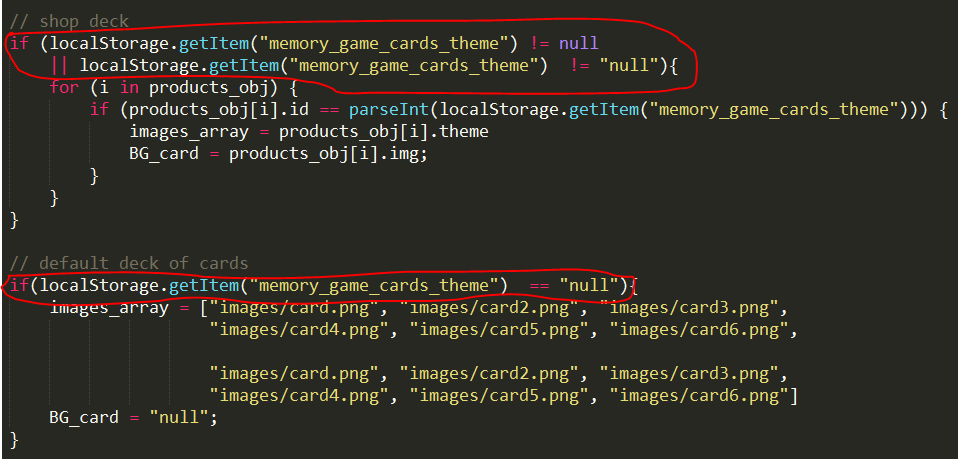 // shop deck
if (localStorage.getItem("memory_game_cards_theme") != null
|| localStorage.getItem("memory_game_cards_theme")  != "null"){
for (i in products_obj) {
if (products_obj[i].id == parseInt(localStorage.getItem("memory_game_cards_theme"))) {
images_array = products_obj[i].theme
BG_card = products_obj[i].img;
}
}
}
// default deck of cards
if(localStorage.getItem("memory_game_cards_theme")  == "null"){
images_array = ["images/card.png", "images/card2.png", "images/card3.png",
"images/card4.png", "images/card5.png", "images/card6.png",
"images/card.png", "images/card2.png", "images/card3.png",
"images/card4.png", "images/card5.png", "images/card6.png"]
BG_card = "null";
}